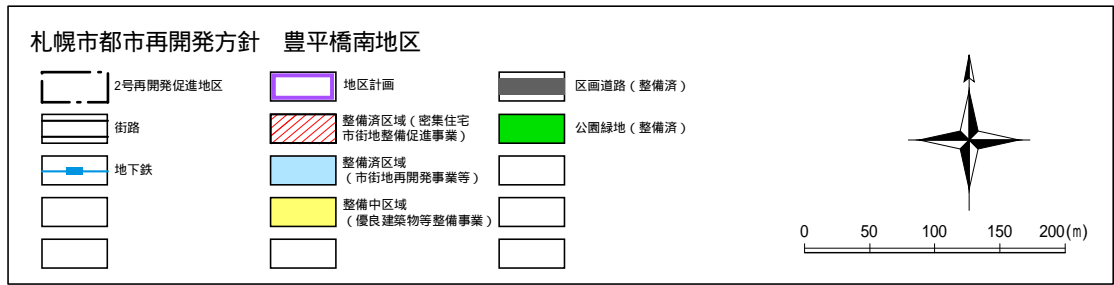 札幌市都市再開発方針　豊平橋南地区
2号再開発促進地区
街路
地下鉄
地区計画
整備済区域（密集住宅
市街地整備促進事業）
整備済区域
（市街地再開発事業等）
整備中区域
（優良建築物等整備事業）
区画道路（整備済）
公園緑地（整備済）
0 50 100 150 200(m)